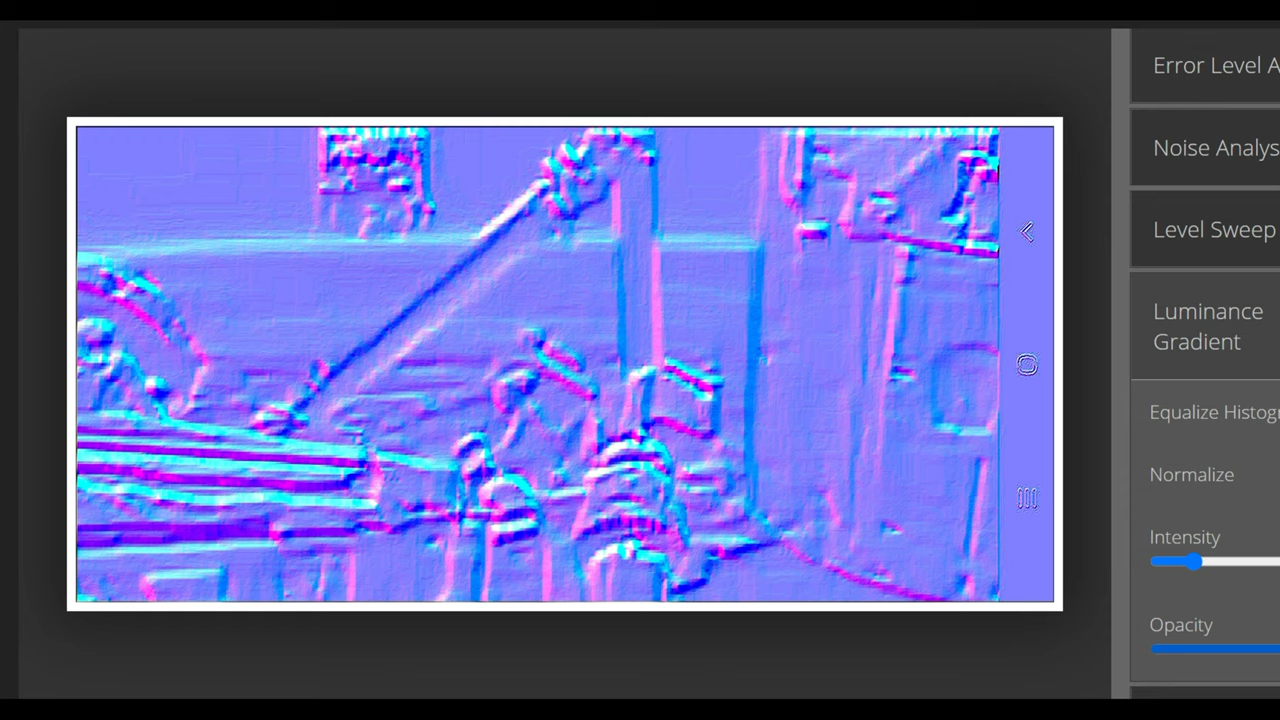 Error Level A
Noise Analys
Level Sweep
Luminance
Gradient
Equalize Histog
Normalize
Intensity
Opacity